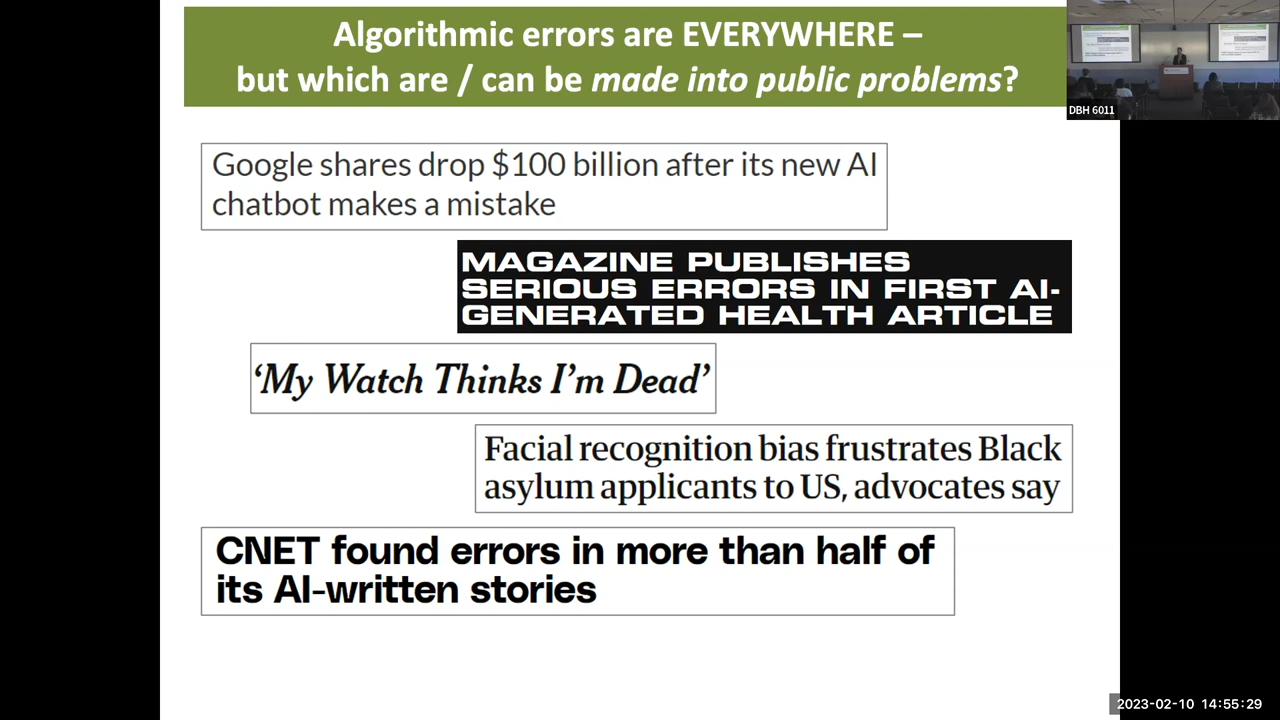 Algorithmic errors are EVERYWHERE –
but which are / can be made into public problems?
DBH 6011
Google shares drop $100 billion after its new AI
chatbot makes a mistake
MAGAZINE PUBLISHES
SERIOUS ERRORS IN FIRST AI-
GENERATED HEALTH ARTICLE
‘My Watch Thinks I’m Dead’
Facial recognition bias frustrates Black
asylum applicants to US, advocates say
CNET found errors in more than half of
its AI-written stories
2023-02-10 14:55:29